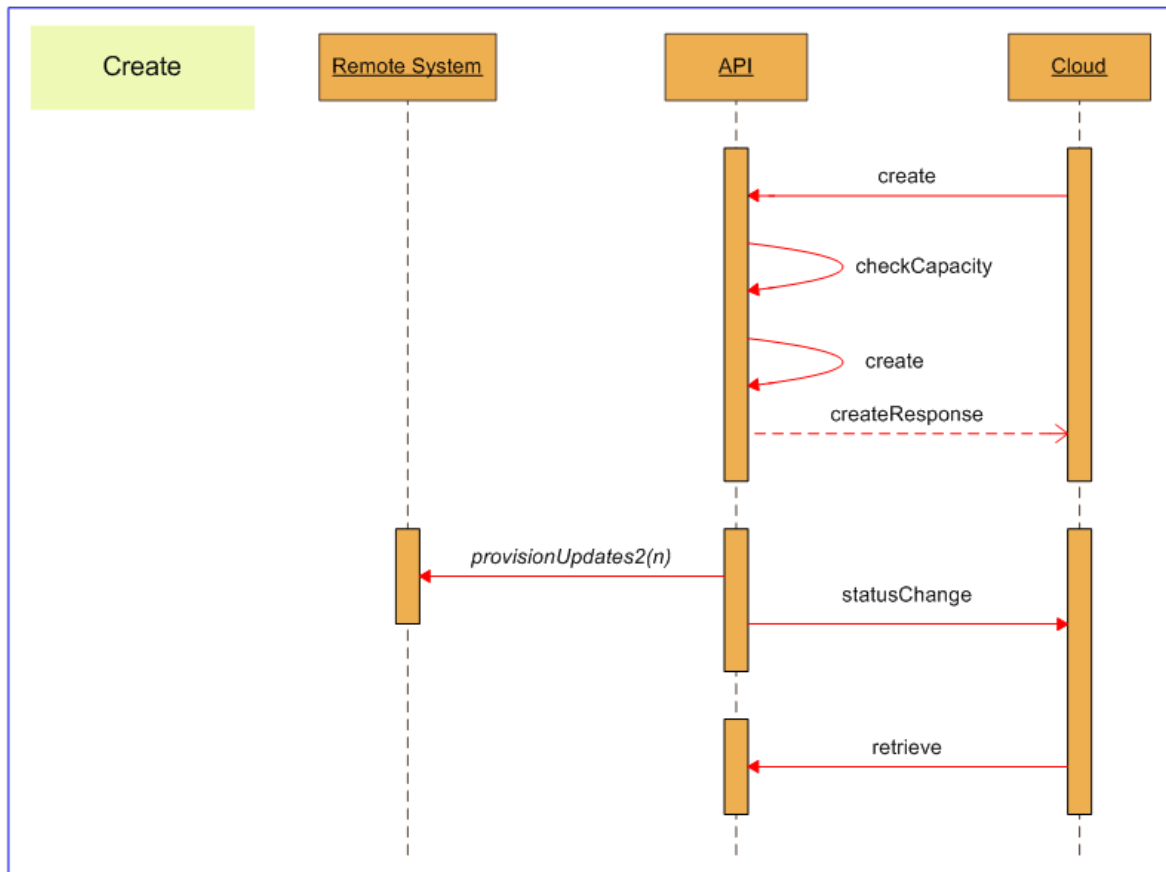 Create
Remote System
API
Cloud
create
checkCapacity
create
createResponse
provisionUpdates2(n)
statusChange
retrieve